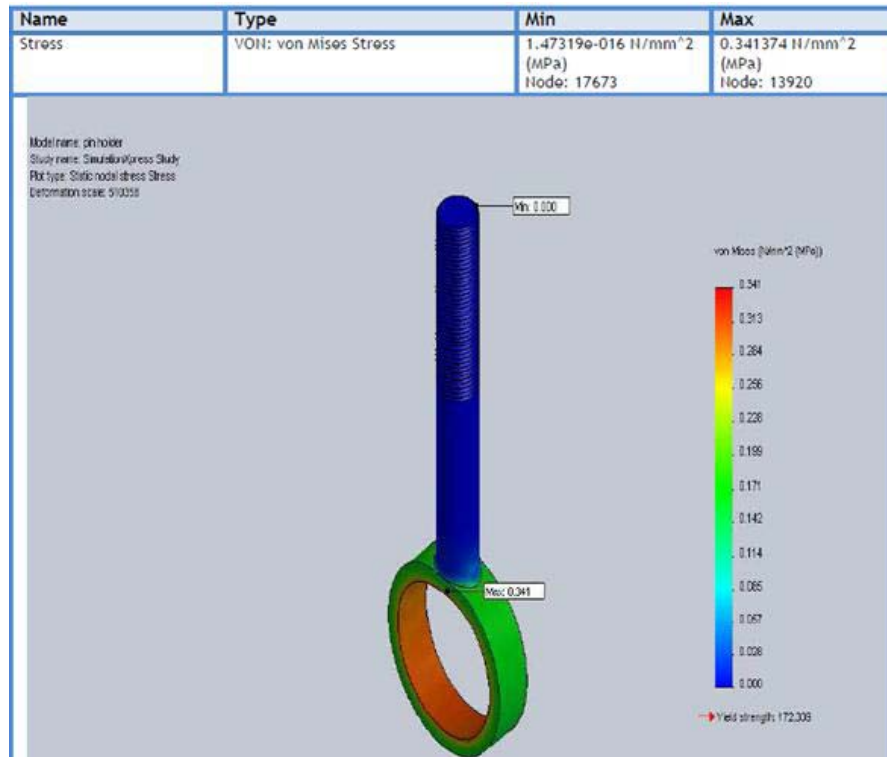 Name Type Min Max
Stress VON: von Mises Stress 1.47319e-016 N/mm^2 0.341374 N/mm^2
(MPa) (MPa)
Node: 17673 Node: 13920
Model name: pin holder
Study name: SimulationXpress Study
Plot type: Static nodal stress Stress
Deformation scale: 510358
Min: 0.000
von Mises (N/mm^2 (MPa))
0.341
0.313
0.284
0.256
0.228
0.199
0.171
0.142
0.114
0.085
0.057
0.028
0.000
Max: 0.341
Yield strength: 172.339